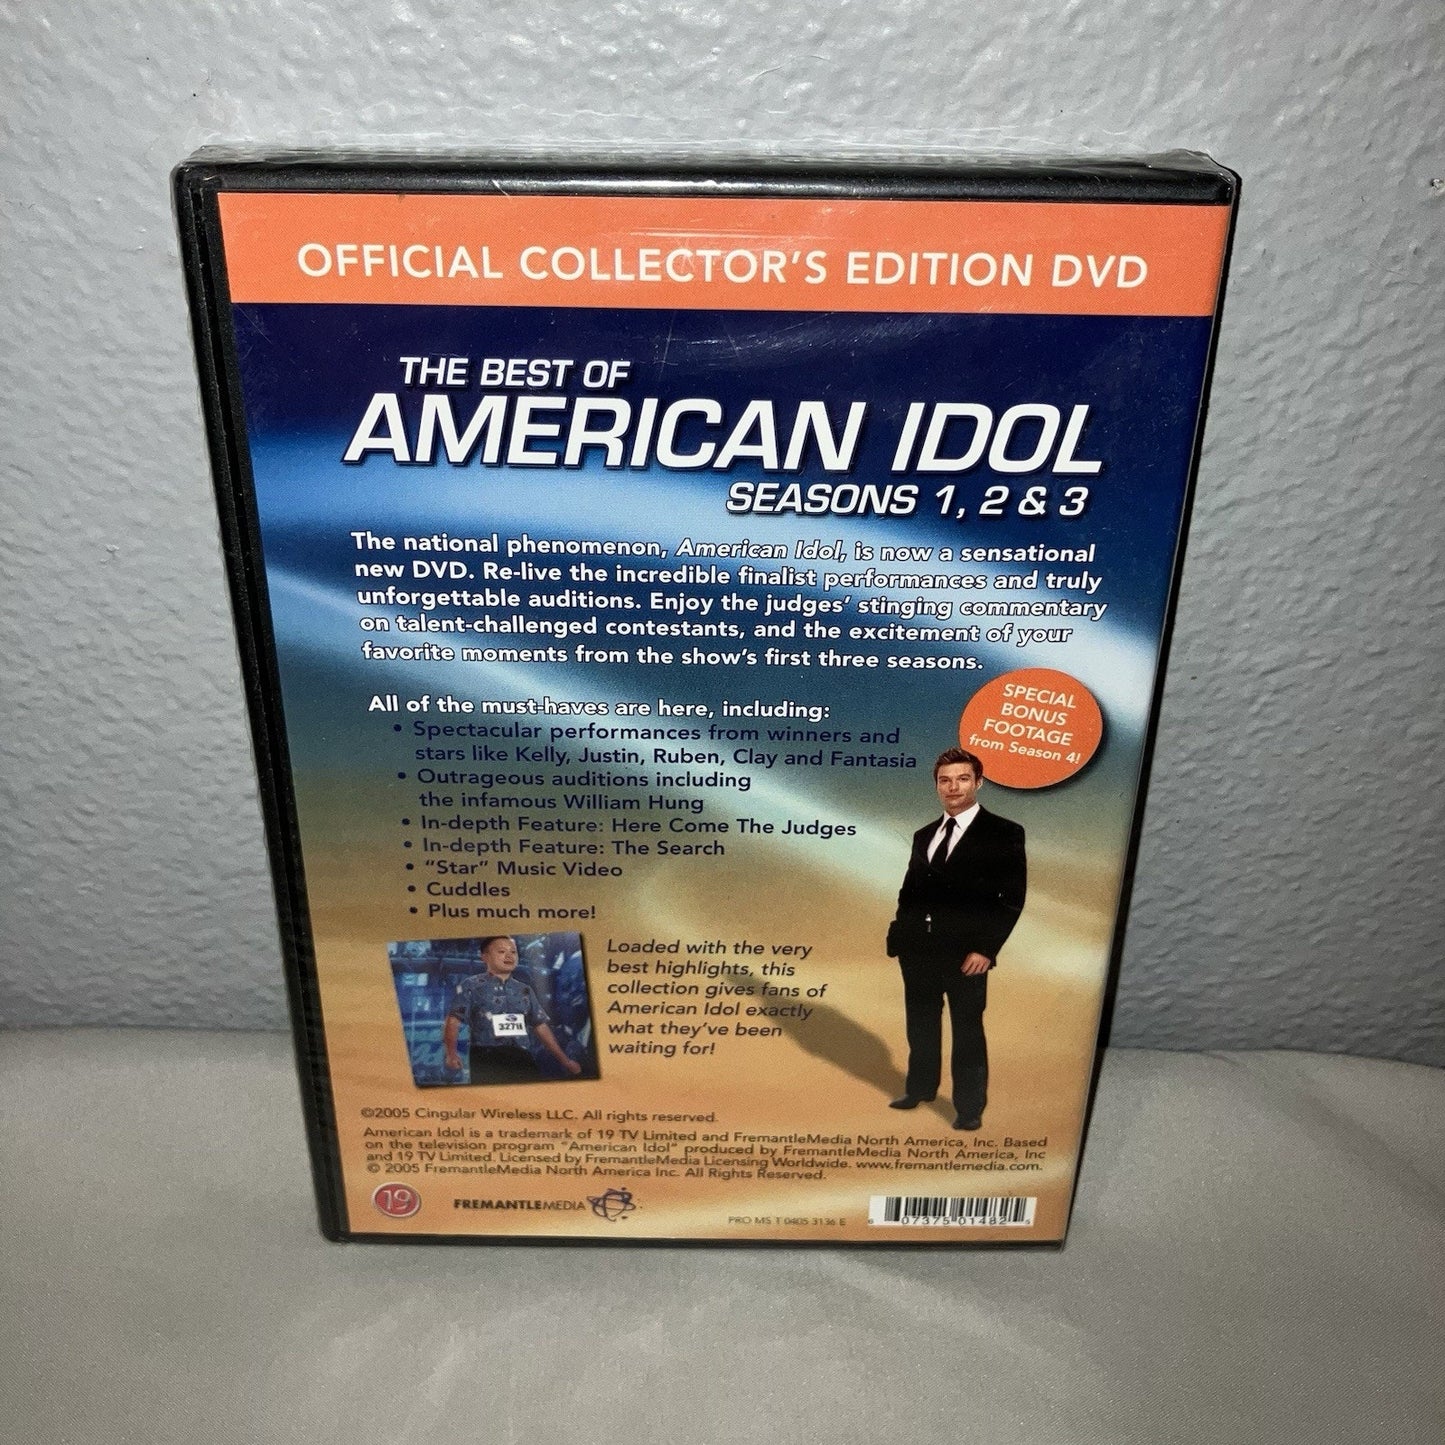 OFFICIAL COLLECTOR'S EDITION DVD
THE BEST OF
AMERICAN IDOL
SEASONS 1, 2 & 3
The national phenomenon, American Idol, is now a sensational
new DVD. Re-live the incredible finalist performances and truly
unforgettable auditions. Enjoy the judges' stinging commentary
on talent-challenged contestants, and the excitement of your
favorite moments from the show's first three seasons.
SPECIAL
BONUS
FOOTAGE
from Season 4!
All of the must-haves are here, including:
• Spectacular performances from winners and
stars like Kelly, Justin, Ruben, Clay and Fantasia
• Outrageous auditions including
the infamous William Hung
• In-depth Feature: Here Come The Judges
• In-depth Feature: The Search
• "Star" Music Video
• Cuddles
• Plus much more!
Loaded with the very
best highlights, this
collection gives fans of
American Idol exactly
what they've been
waiting for!
©2005 Cingular Wireless LLC. All rights reserved.
American Idol is a trademark of 19 TV Limited and FremantleMedia North America, Inc. Based
on the television program "American Idol" produced by FremantleMedia North America, Inc
and 19 TV Limited. Licensed by FremantleMedia Licensing Worldwide. www.fremantlemedia.com.
© 2005 FremantleMedia North America Inc. All Rights Reserved.
19
FREMANTLEMEDIA
PRO MS T 0405 3136 E
6 07375 01482 5